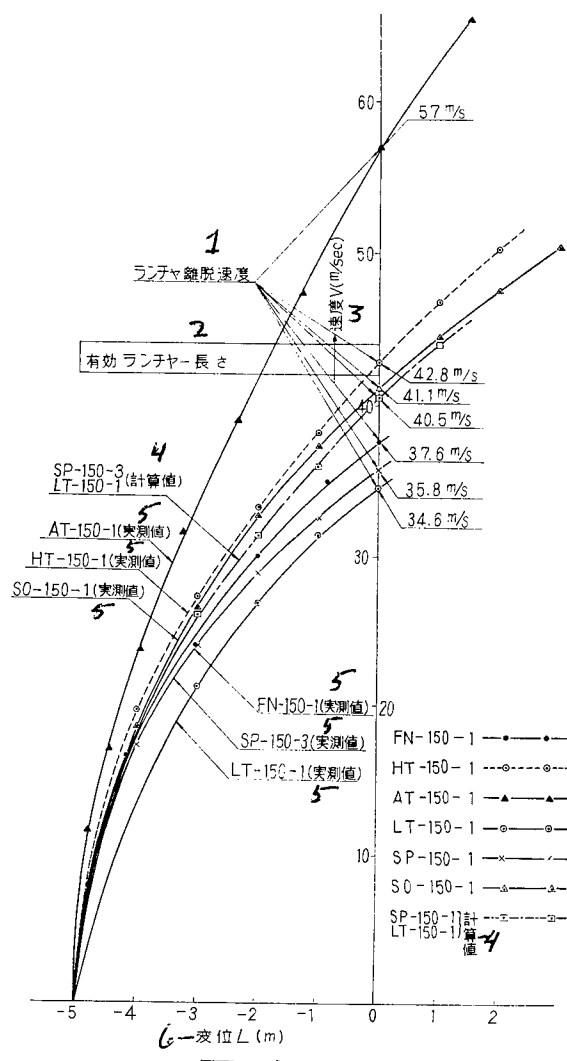 60
57 m/s
1
ランチャ離脱速度
50
速度V(m/sec)
3
2
有効ランチャー長さ
42.8 m/s
41.1 m/s
40
40.5 m/s
37.6 m/s
35.8 m/s
34.6 m/s
4
SP-150-3
LT-150-1(計算値)
5
AT-150-1(実測値)
5
HT-150-1(実測値)
SO-150-1(実測値)
5
30
5
FN-150-1(実測値)
20
5
SP-150-3(実測値)
LT-150-1(実測値)
5
10
FN-150-1
HT-150-1
AT-150-1
LT-150-1
SP-150-1
SO-150-1
SP-150-1
LT-150-1
計算値
4
-5 -4 -3 -2 -1 0 1 2
6 変位L(m)